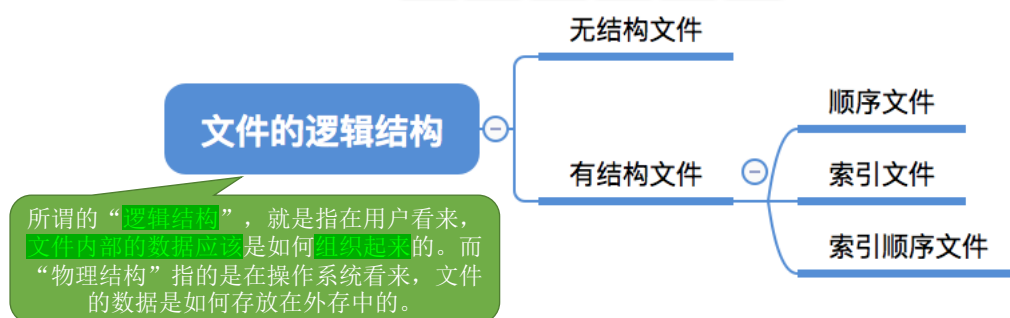 无结构文件
文件的逻辑结构
顺序文件
有结构文件
索引文件
索引顺序文件
所谓的“逻辑结构”，就是指在用户看来，
文件内部的数据应该是如何组织起来的。而
“物理结构”指的是在操作系统看来，文件
的数据是如何存放在外存中的。